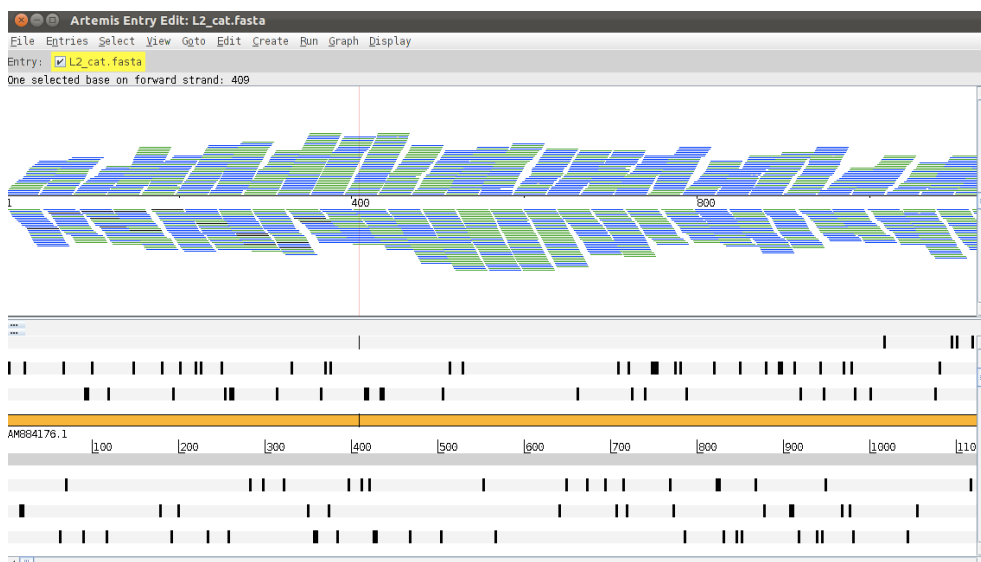 Artemis Entry Edit: L2_cat.fasta
File Entries Select View Goto Edit Create Run Graph Display
Entry: L2_cat.fasta
One selected base on forward strand: 409
1 400 800
AM884176.1
100 200 300 400 500 600 700 800 900 1000 110